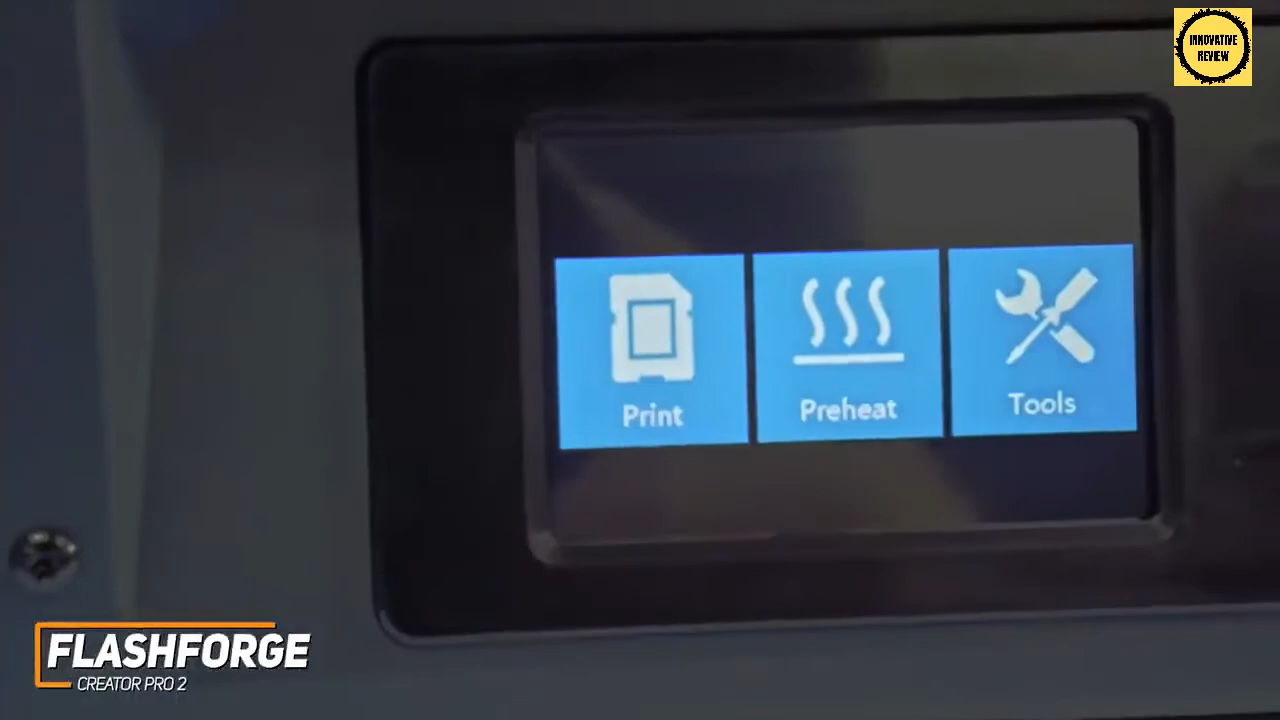 INNOVATIVE
REVIEW
Print
Preheat
Tools
FLASHFORGE
CREATOR PRO 2